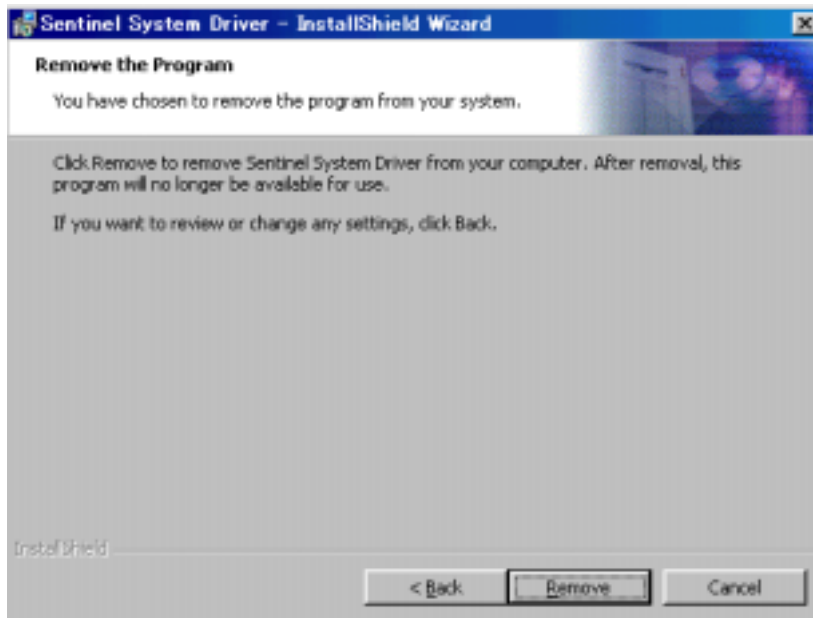 Sentinel System Driver - InstallShield Wizard
Remove the Program
You have chosen to remove the program from your system.
Click Remove to remove Sentinel System Driver from your computer. After removal, this
program will no longer be available for use.
If you want to review or change any settings, click Back.
InstallShield
< Back
Remove
Cancel